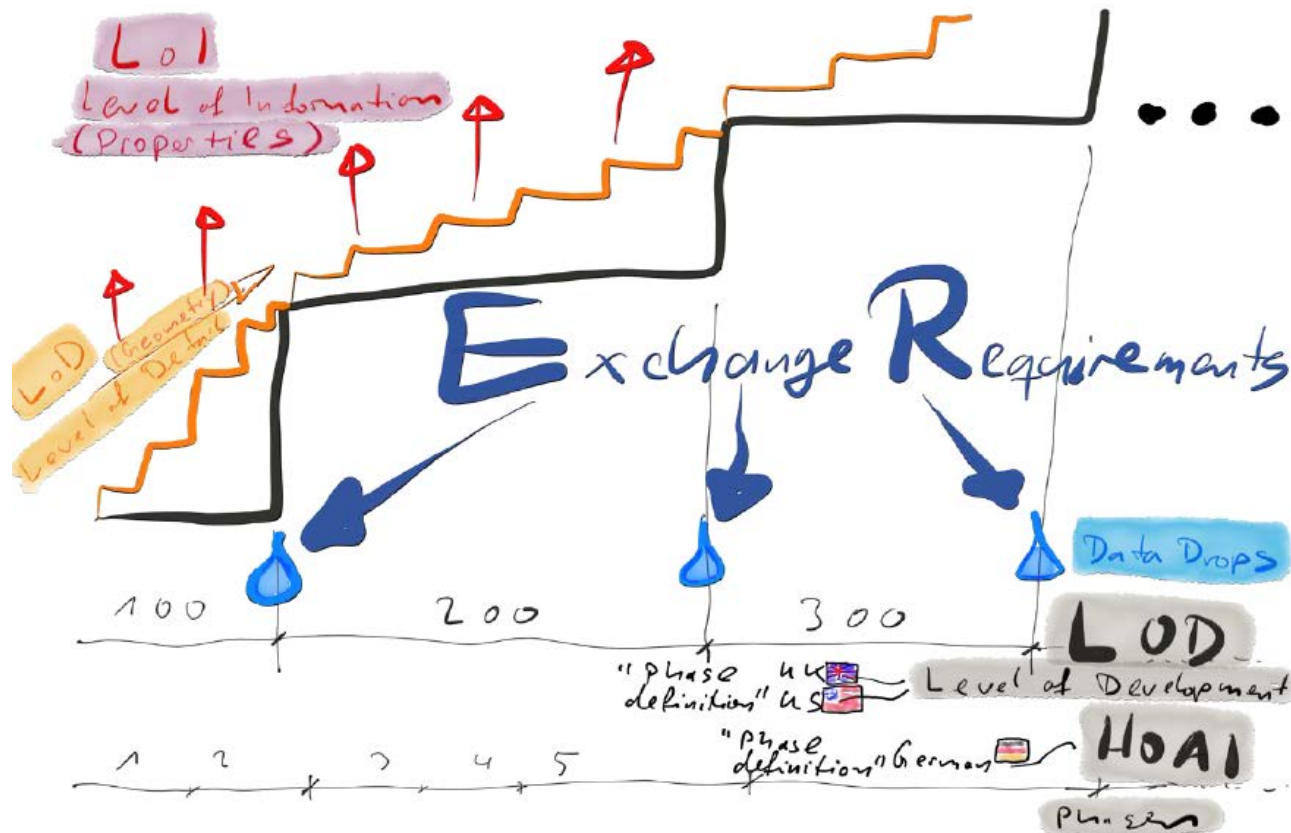 LoI
Level of Information
(Properties)
LoD
(Geometry)
Level of Detail
Exchange Requirements
Data Drops
100
200
300
LOD
"phase
definition"
UK
US
Level of Development
"phase
definition" German
HOAI
Phasen
1 2 3 4 5